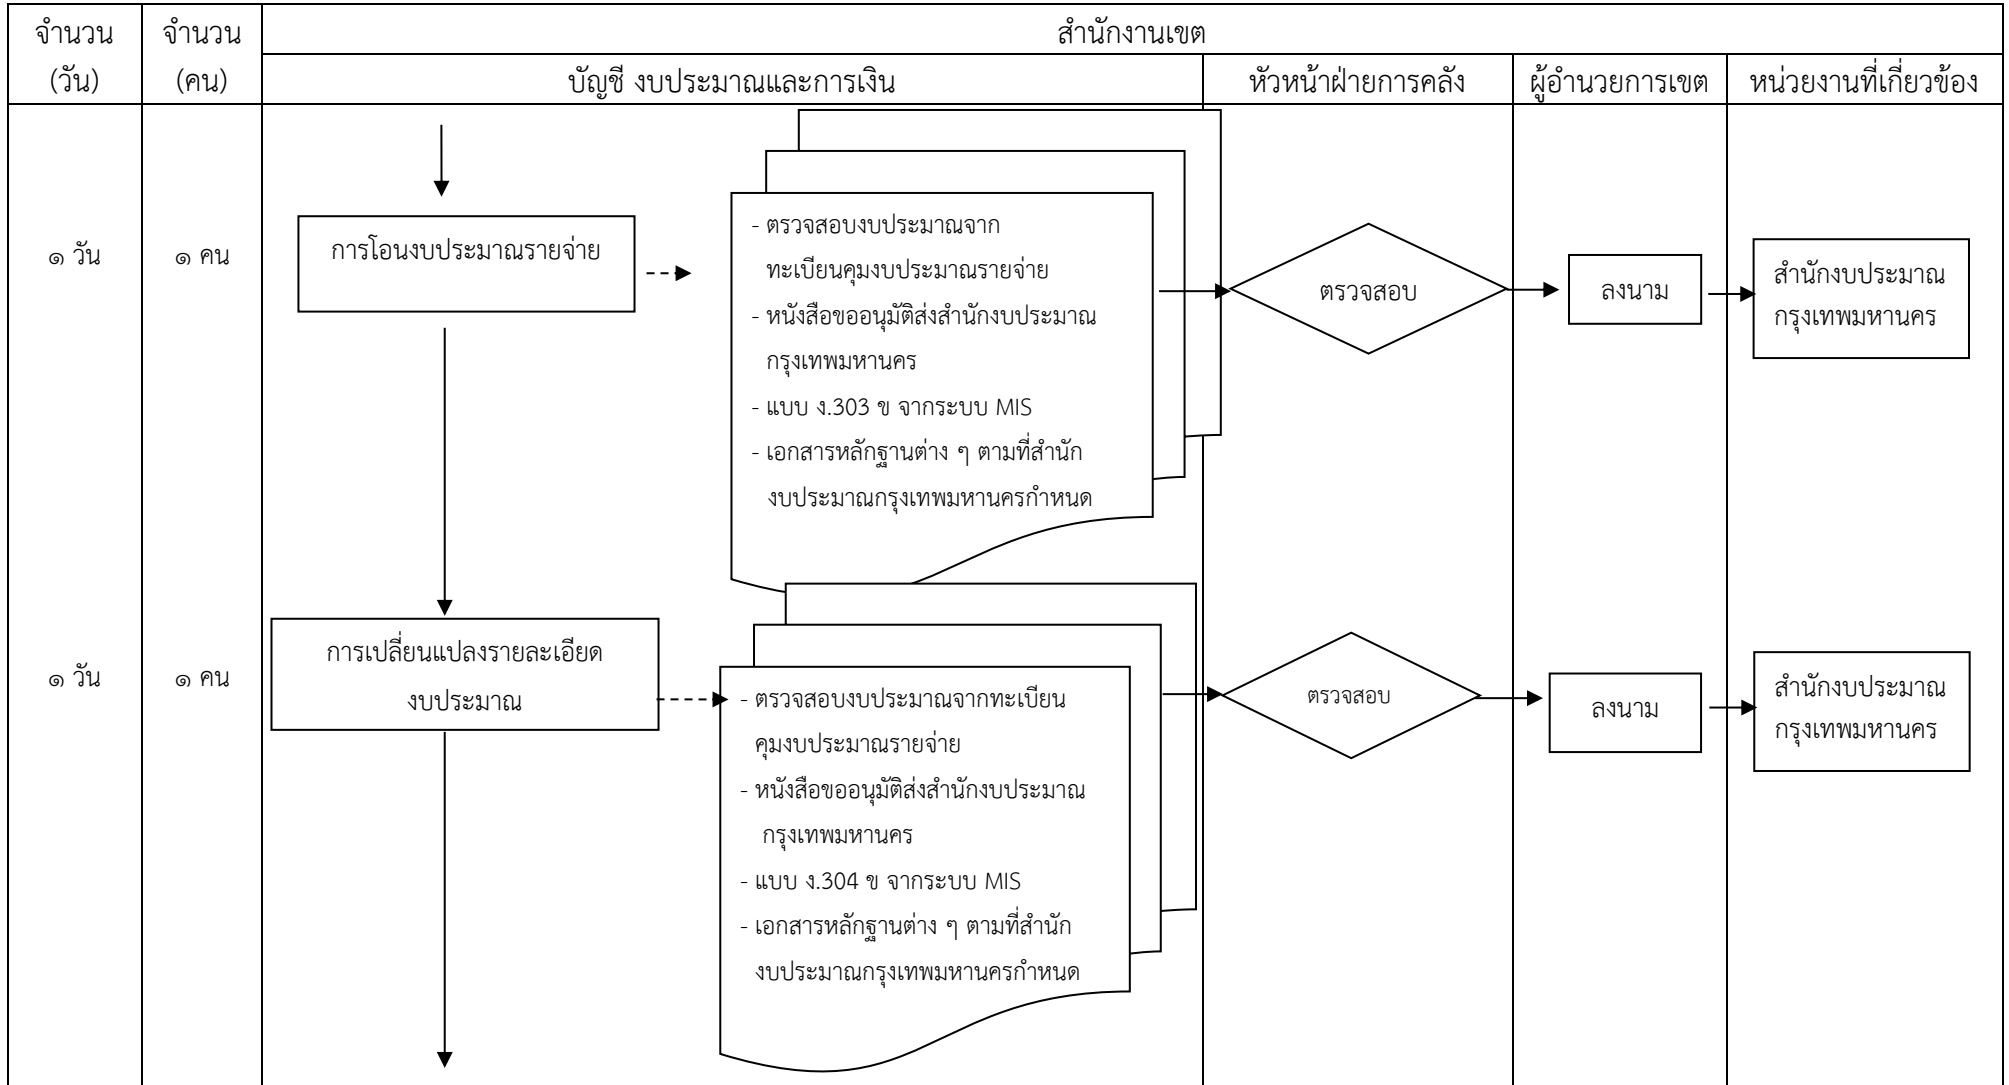 จำนวน
(วัน)
จำนวน
(คน)
สำนักงานเขต
บัญชี งบประมาณและการเงิน
หัวหน้าฝ่ายการคลัง
ผู้อำนวยการเขต
หน่วยงานที่เกี่ยวข้อง
๑ วัน
๑ คน
การโอนงบประมาณรายจ่าย
- ตรวจสอบงบประมาณจาก
ทะเบียนคุมงบประมาณรายจ่าย
- หนังสือขออนุมัติส่งสำนักงบประมาณ
กรุงเทพมหานคร
- แบบ ง.303 ข จากระบบ MIS
- เอกสารหลักฐานต่าง ๆ ตามที่สำนัก
งบประมาณกรุงเทพมหานครกำหนด
ตรวจสอบ
ลงนาม
สำนักงบประมาณ
กรุงเทพมหานคร
๑ วัน
๑ คน
การเปลี่ยนแปลงรายละเอียด
งบประมาณ
- ตรวจสอบงบประมาณจากทะเบียน
คุมงบประมาณรายจ่าย
- หนังสือขออนุมัติส่งสำนักงบประมาณ
กรุงเทพมหานคร
- แบบ ง.304 ข จากระบบ MIS
- เอกสารหลักฐานต่าง ๆ ตามที่สำนัก
งบประมาณกรุงเทพมหานครกำหนด
ตรวจสอบ
ลงนาม
สำนักงบประมาณ
กรุงเทพมหานคร